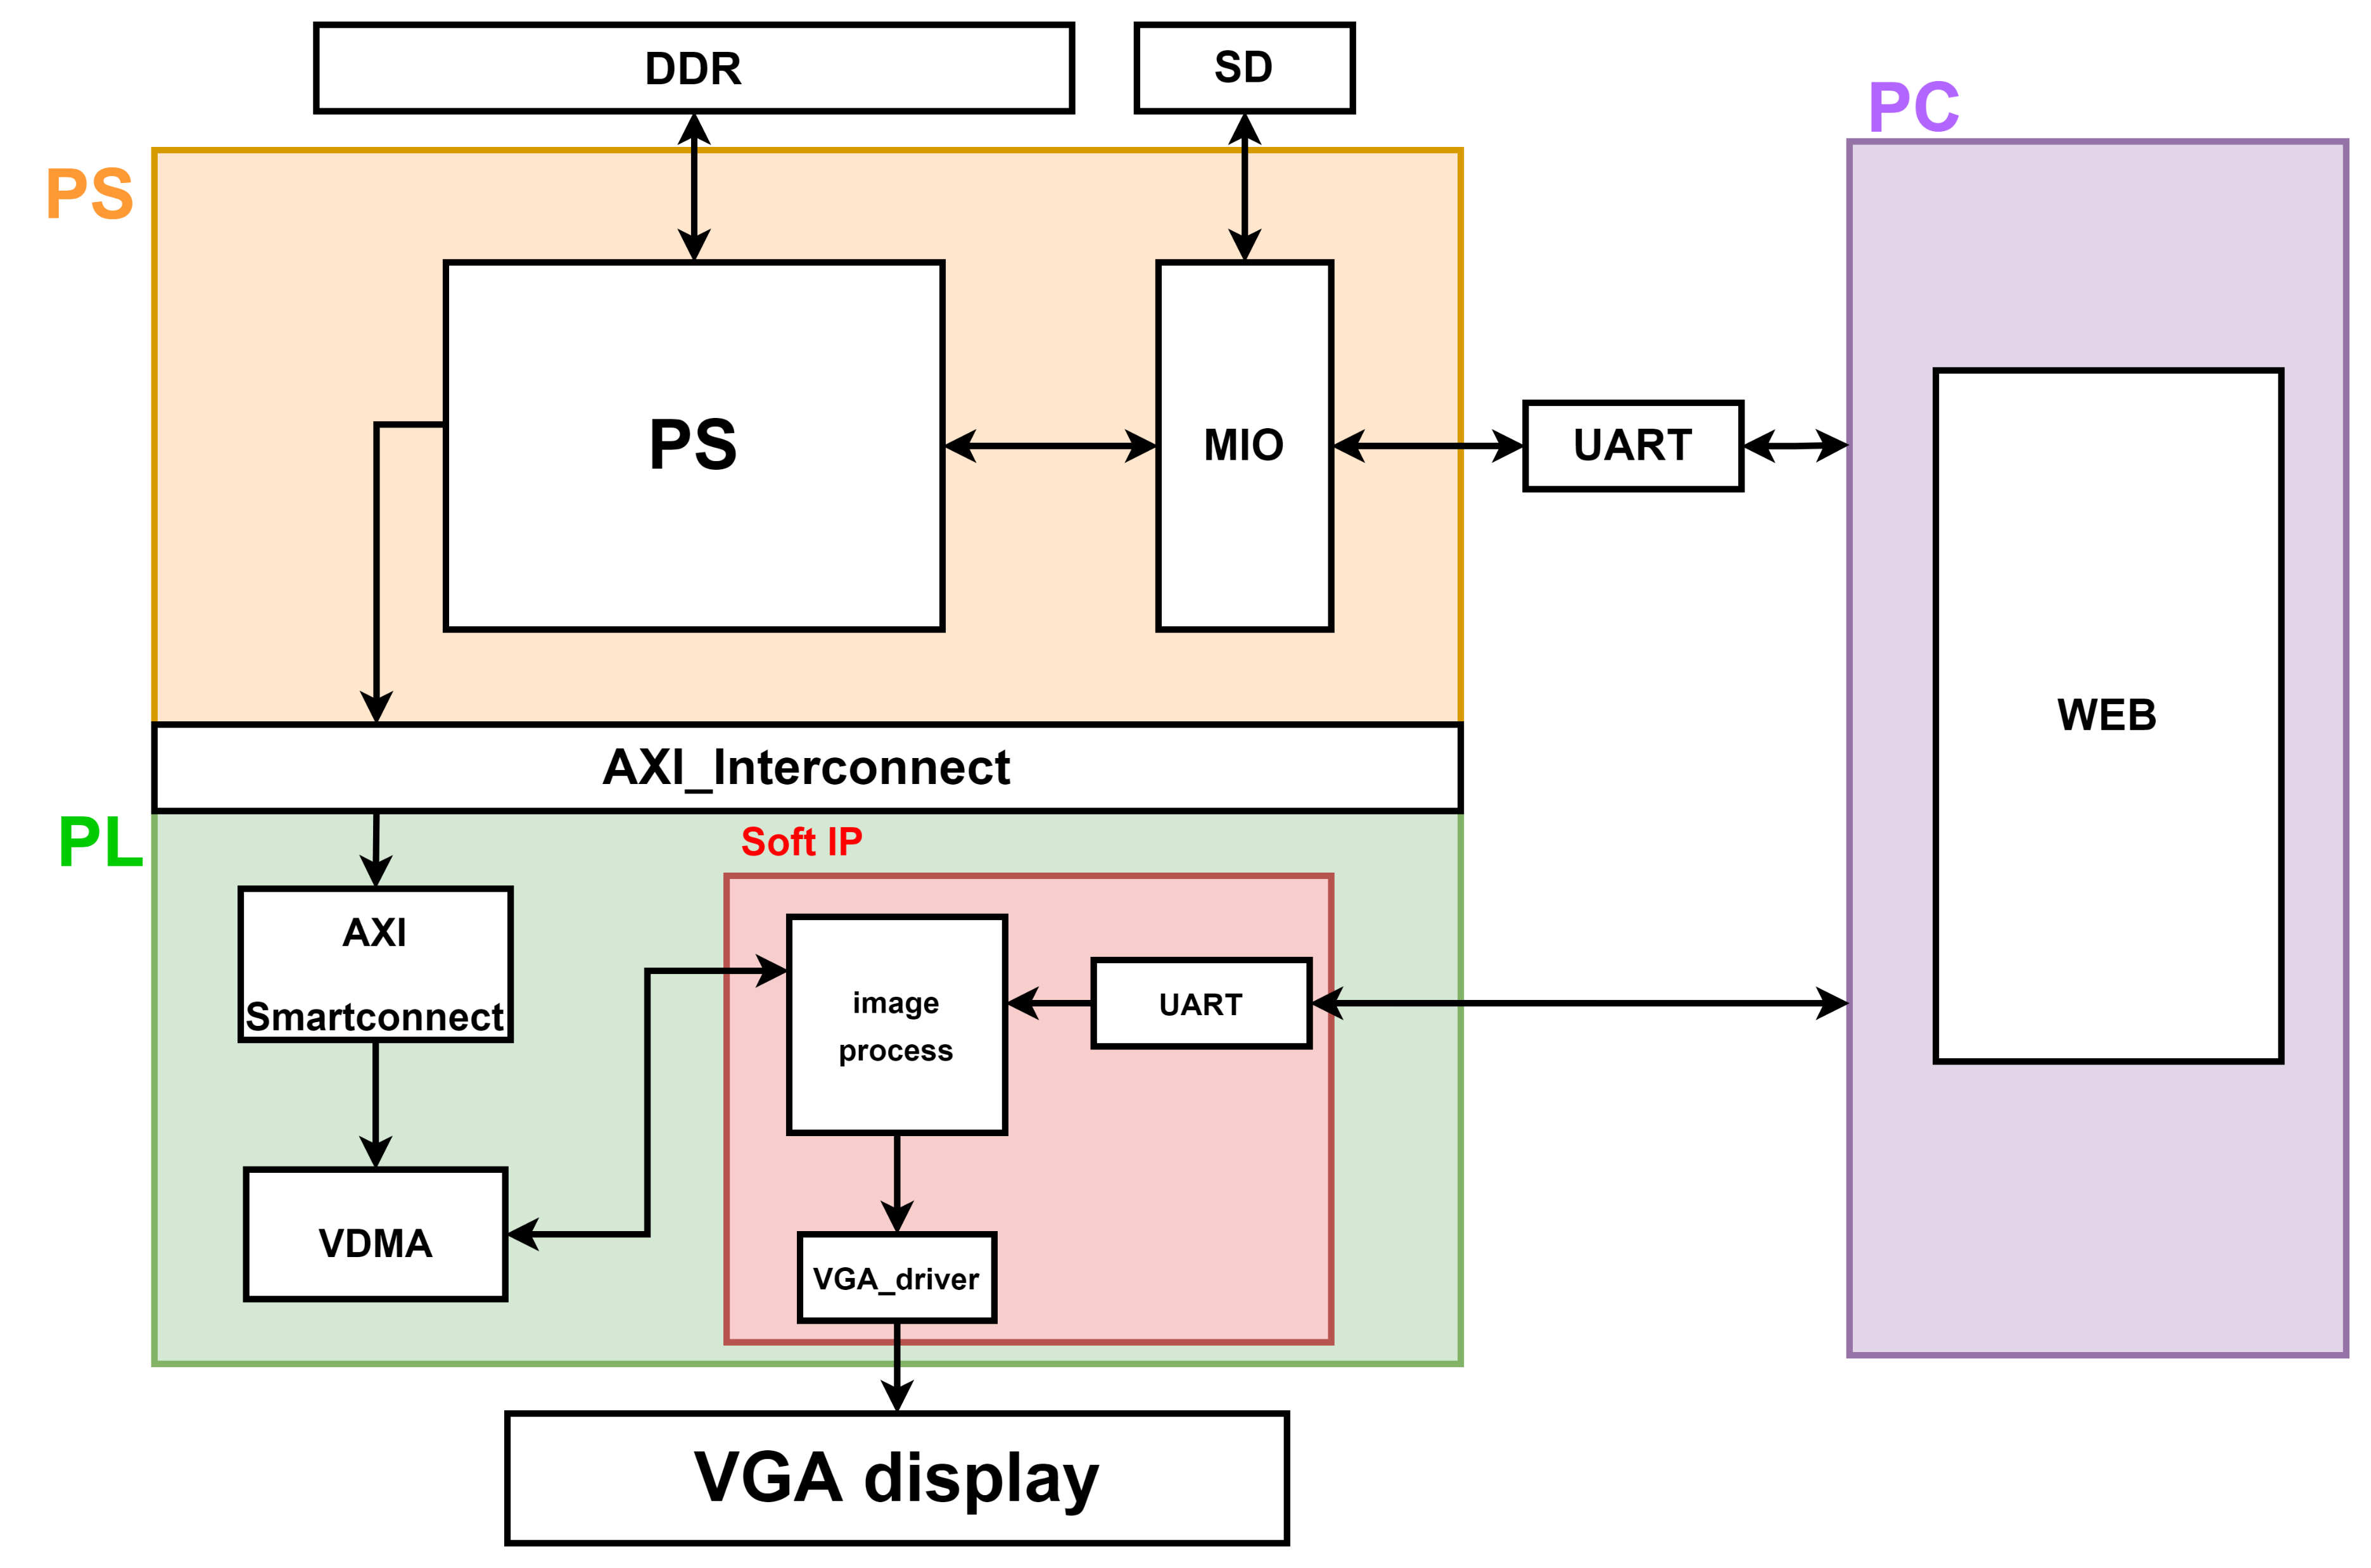 DDR
SD
PC
PS
PS
MIO
UART
WEB
AXI_Interconnect
PL
Soft IP
AXI
Smartconnect
image
process
UART
VDMA
VGA_driver
VGA display